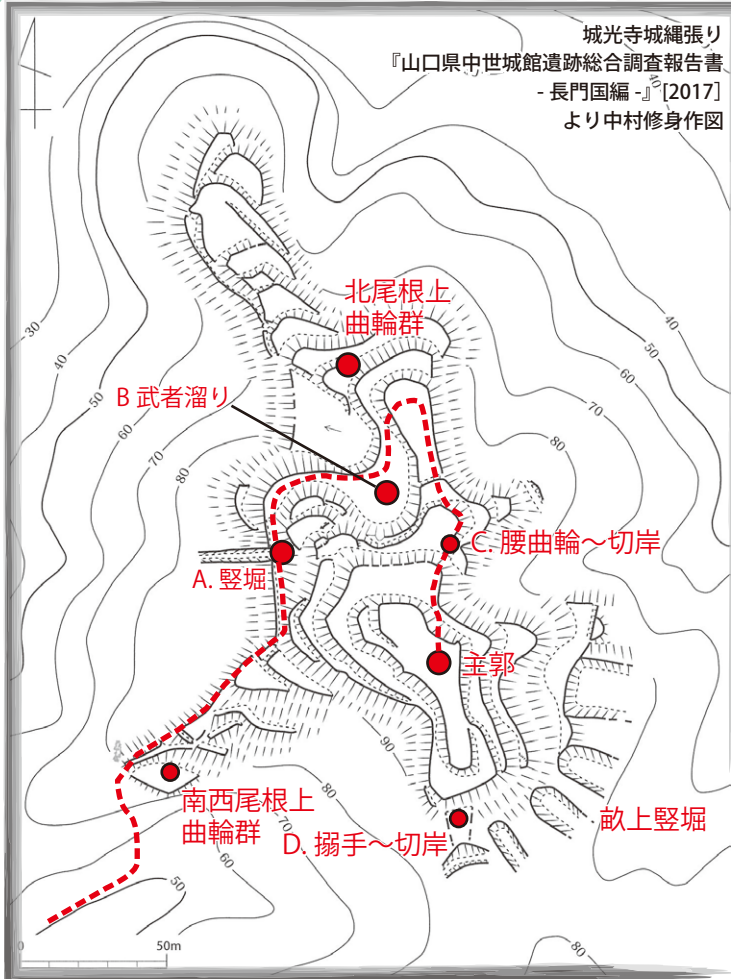 城光寺城縄張り
『山口県中世城館遺跡総合調査報告書
- 長門国編 -』[2017]
より中村修身作図
40
北尾根上
曲輪群
30
40
40
50
50
B 武者溜り
60
70
60
70
80
80
C. 腰曲輪～切岸
A. 竪堀
主郭
90
80
南西尾根上
曲輪群
畝上竪堀
D. 搦手～切岸
70
60
50
80
0
50m